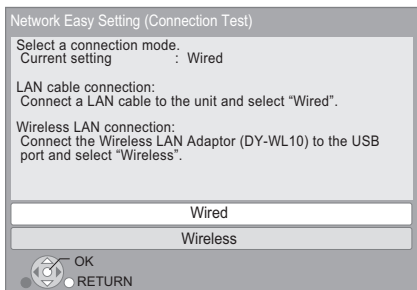 Network Easy Setting (Connection Test)
Select a connection mode.
Current setting : Wired
LAN cable connection:
Connect a LAN cable to the unit and select “Wired”.
Wireless LAN connection:
Connect the Wireless LAN Adaptor (DY-WL10) to the USB
port and select “Wireless”.
Wired
Wireless
OK
RETURN